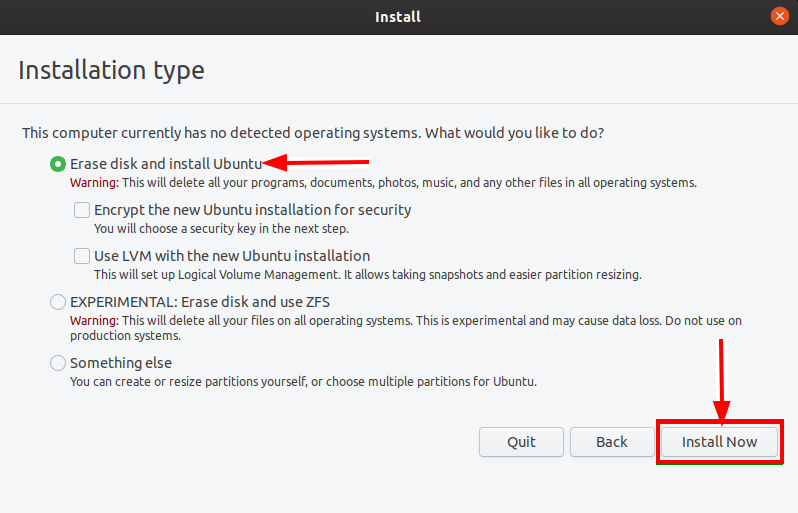 Install
Installation type
This computer currently has no detected operating systems. What would you like to do?
Erase disk and install Ubuntu
Warning: This will delete all your programs, documents, photos, music, and any other files in all operating systems.
Encrypt the new Ubuntu installation for security
You will choose a security key in the next step.
Use LVM with the new Ubuntu installation
This will set up Logical Volume Management. It allows taking snapshots and easier partition resizing.
EXPERIMENTAL: Erase disk and use ZFS
Warning: This will delete all your files on all operating systems. This is experimental and may cause data loss. Do not use on
production systems.
Something else
You can create or resize partitions yourself, or choose multiple partitions for Ubuntu.
Quit Back Install Now